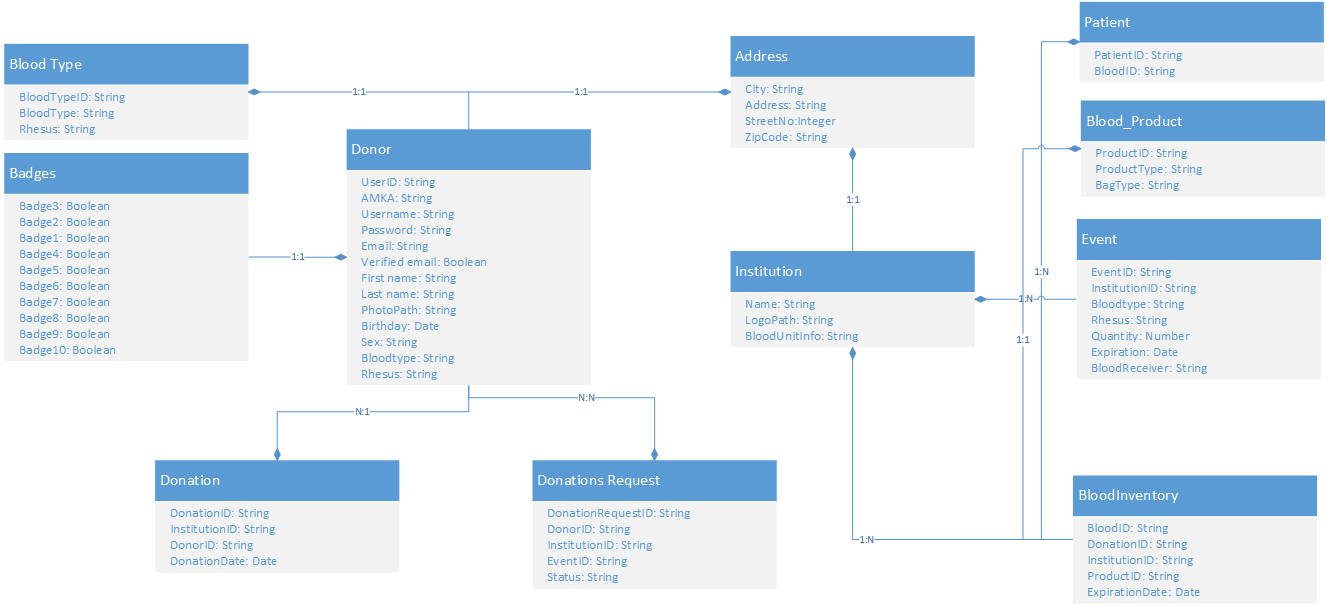 Blood Type
BloodTypeID: String
BloodType: String
Rhesus: String
Badges
Badge3: Boolean
Badge2: Boolean
Badge1: Boolean
Badge4: Boolean
Badge5: Boolean
Badge6: Boolean
Badge7: Boolean
Badge8: Boolean
Badge9: Boolean
Badge10: Boolean
1:1
1:1
1:1
Donor
UserID: String
AMKA: String
Username: String
Password: String
Email: String
Verified email: Boolean
First name: String
Last name: String
PhotoPath: String
Birthday: Date
Sex: String
Bloodtype: String
Rhesus: String
N:1
N:N
Donation
DonationID: String
InstitutionID: String
DonorID: String
DonationDate: Date
Donations Request
DonationRequestID: String
DonorID: String
InstitutionID: String
EventID: String
Status: String
Address
City: String
Address: String
StreetNo:Integer
ZipCode: String
1:1
Institution
Name: String
LogoPath: String
BloodUnitInfo: String
1:N
1:N
1:1
1:N
Patient
PatientID: String
BloodID: String
Blood_Product
ProductID: String
ProductType: String
BagType: String
Event
EventID: String
InstitutionID: String
Bloodtype: String
Rhesus: String
Quantity: Number
Expiration: Date
BloodReceiver: String
BloodInventory
BloodID: String
DonationID: String
InstitutionID: String
ProductID: String
ExpirationDate: Date